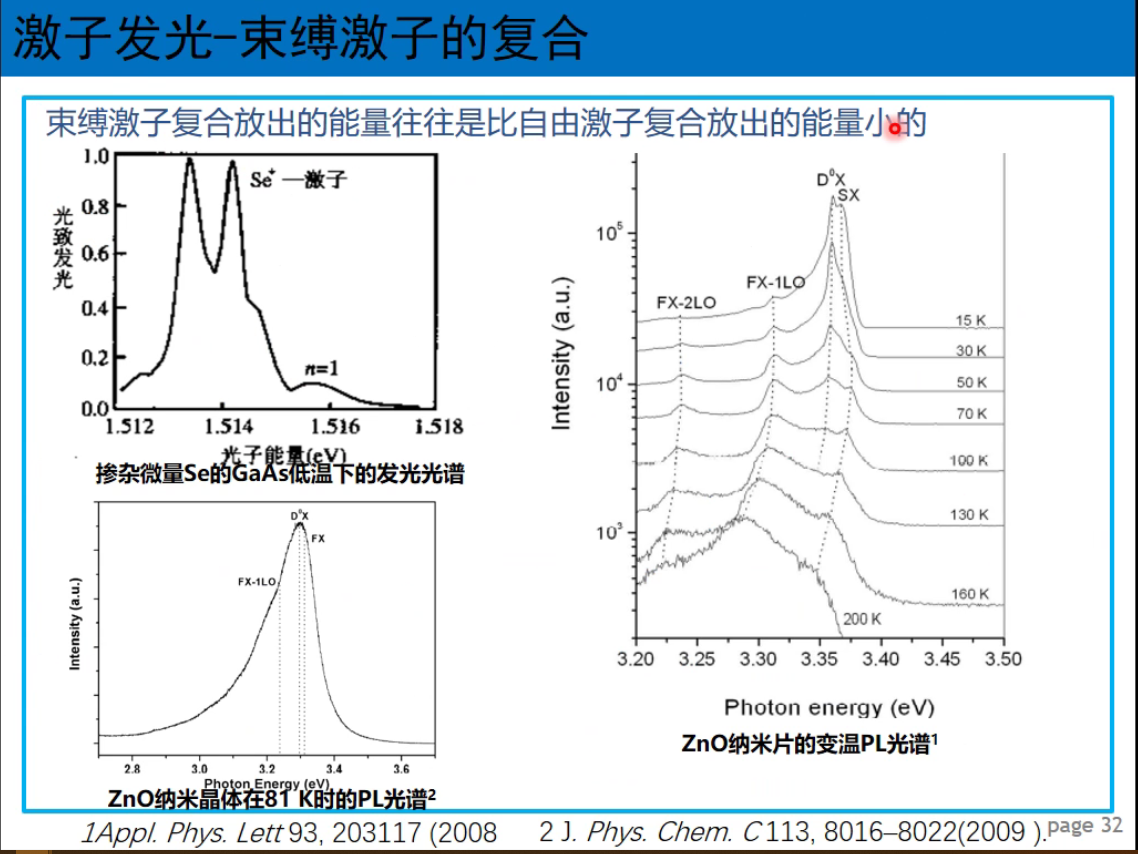 激子发光-束缚激子的复合
束缚激子复合放出的能量往往是比自由激子复合放出的能量小的
1.0
0.8
0.6
0.4
0.2
0.0
光致发光
Se⁺ —激子
n=1
1.512 1.514 1.516 1.518
光子能量(eV)
掺杂微量Se的GaAs低温下的发光光谱
D⁰X
FX
FX-1LO
Intensity (a.u.)
2.8 3.0 3.2 3.4 3.6
Photon Energy (eV)
ZnO纳米晶体在81 K时的PL光谱²
D⁰X
SX
FX-1LO
FX-2LO
10⁵
10⁴
10³
Intensity (a.u.)
15 K
30 K
50 K
70 K
100 K
130 K
160 K
200 K
3.20 3.25 3.30 3.35 3.40 3.45 3.50
Photon energy (eV)
ZnO纳米片的变温PL光谱¹
1Appl. Phys. Lett 93, 203117 (2008
2 J. Phys. Chem. C 113, 8016–8022(2009 ).
page 32